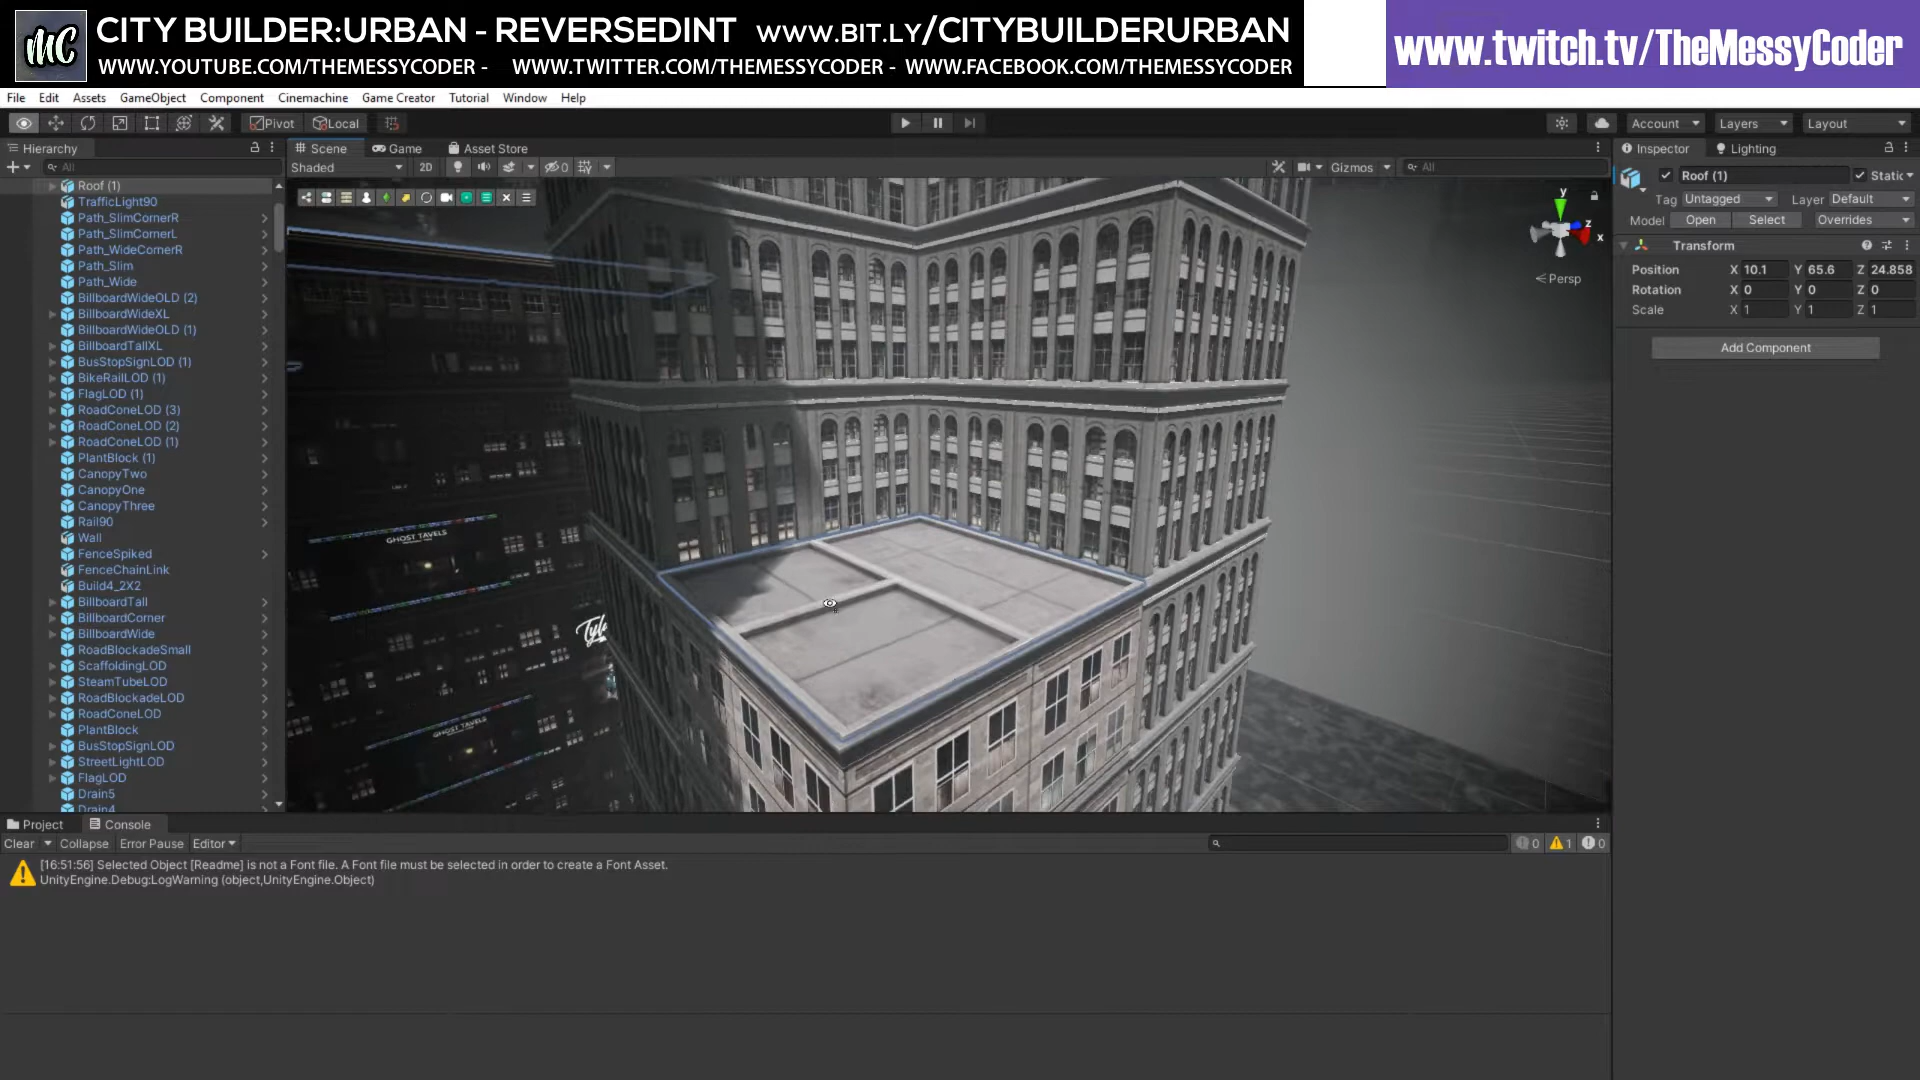 MC
CITY BUILDER:URBAN - REVERSEDINT www.BIT.LY/CITYBUILDERURBAN
WWW.YOUTUBE.COM/THEMESSYCODER - WWW.TWITTER.COM/THEMESSYCODER - WWW.FACEBOOK.COM/THEMESSYCODER
www.twitch.tv/TheMessyCoder
File Edit Assets GameObject Component Cinemachine Game Creator Tutorial Window Help
Pivot Local Account Layers Layout
Hierarchy
All
Roof (1)
TrafficLight90
Path_SlimCornerR
Path_SlimCornerL
Path_WideCornerR
Path_Slim
Path_Wide
BillboardWideOLD (2)
BillboardWideXL
BillboardWideOLD (1)
BillboardTallXL
BusStopSignLOD (1)
BikeRailLOD (1)
FlagLOD (1)
RoadConeLOD (3)
RoadConeLOD (2)
RoadConeLOD (1)
PlantBlock (1)
CanopyTwo
CanopyOne
CanopyThree
Rail90
Wall
FenceSpiked
FenceChainLink
Build4_2X2
BillboardTall
BillboardCorner
BillboardWide
RoadBlockadeSmall
ScaffoldingLOD
SteamTubeLOD
RoadBlockadeLOD
RoadConeLOD
PlantBlock
BusStopSignLOD
StreetLightLOD
FlagLOD
Drain5
Drain4
Scene Game Asset Store
Shaded 2D 0 Gizmos All
y
z
x
Persp
GHOST TAVELS
GHOST TAVELS
Inspector Lighting
Roof (1) Static
Tag Untagged Layer Default
Model Open Select Overrides
Transform
Position X 10.1 Y 65.6 Z 24.858
Rotation X 0 Y 0 Z 0
Scale X 1 Y 1 Z 1
Add Component
Project Console
Clear Collapse Error Pause Editor 0 1 0
[16:51:56] Selected Object [Readme] is not a Font file. A Font file must be selected in order to create a Font Asset.
UnityEngine.Debug:LogWarning (object,UnityEngine.Object)